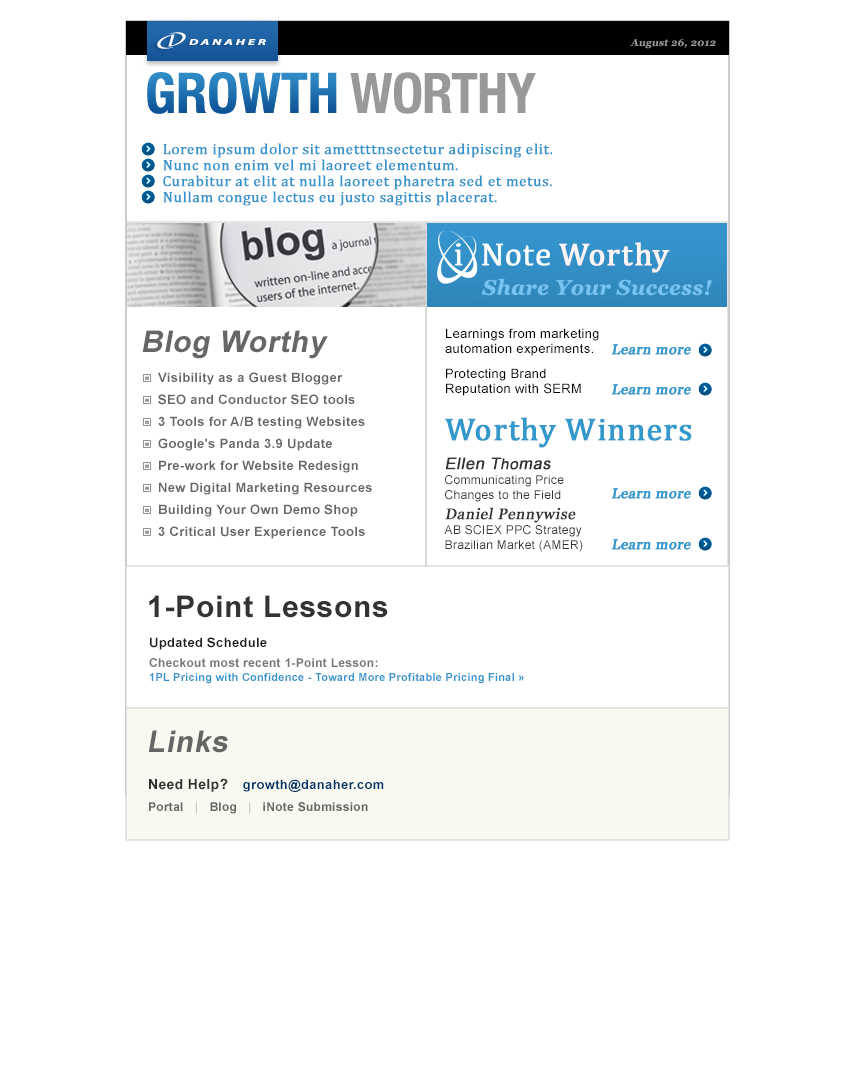 DANAHER
August 26, 2012
GROWTH WORTHY
Lorem ipsum dolor sit amettttnsectetur adipiscing elit.
Nunc non enim vel mi laoreet elementum.
Curabitur at elit at nulla laoreet pharetra sed et metus.
Nullam congue lectus eu justo sagittis placerat.
blog
a journal
written on-line and acce
users of the internet.
i Note Worthy
Share Your Success!
Blog Worthy
Visibility as a Guest Blogger
SEO and Conductor SEO tools
3 Tools for A/B testing Websites
Google's Panda 3.9 Update
Pre-work for Website Redesign
New Digital Marketing Resources
Building Your Own Demo Shop
3 Critical User Experience Tools
Learnings from marketing
automation experiments.
Learn more
Protecting Brand
Reputation with SERM
Learn more
Worthy Winners
Ellen Thomas
Communicating Price
Changes to the Field
Learn more
Daniel Pennywise
AB SCIEX PPC Strategy
Brazilian Market (AMER)
Learn more
1-Point Lessons
Updated Schedule
Checkout most recent 1-Point Lesson:
1PL Pricing with Confidence - Toward More Profitable Pricing Final »
Links
Need Help? growth@danaher.com
Portal | Blog | iNote Submission